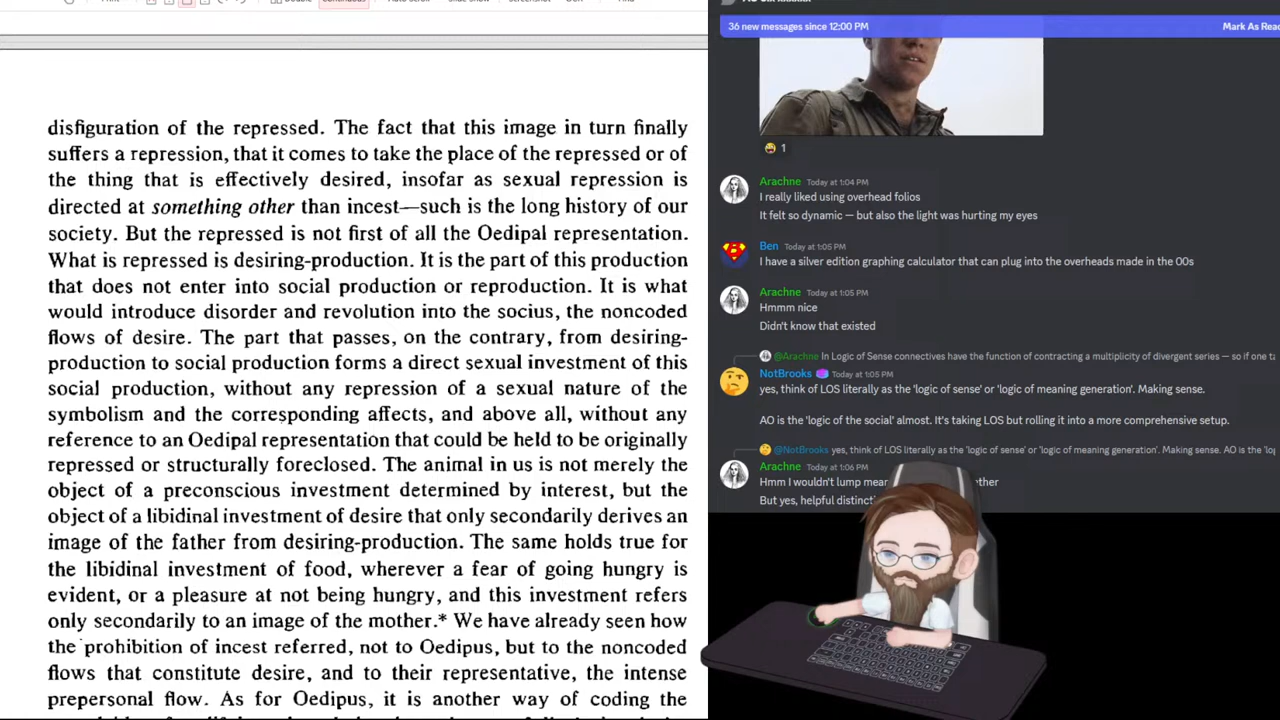 Continuous
36 new messages since 12:00 PM
Mark As Read
disfiguration of the repressed. The fact that this image in turn finally
suffers a repression, that it comes to take the place of the repressed or of
the thing that is effectively desired, insofar as sexual repression is
directed at something other than incest—such is the long history of our
society. But the repressed is not first of all the Oedipal representation.
What is repressed is desiring-production. It is the part of this production
that does not enter into social production or reproduction. It is what
would introduce disorder and revolution into the socius, the noncoded
flows of desire. The part that passes, on the contrary, from desiring-
production to social production forms a direct sexual investment of this
social production, without any repression of a sexual nature of the
symbolism and the corresponding affects, and above all, without any
reference to an Oedipal representation that could be held to be originally
repressed or structurally foreclosed. The animal in us is not merely the
object of a preconscious investment determined by interest, but the
object of a libidinal investment of desire that only secondarily derives an
image of the father from desiring-production. The same holds true for
the libidinal investment of food, wherever a fear of going hungry is
evident, or a pleasure at not being hungry, and this investment refers
only secondarily to an image of the mother.* We have already seen how
the prohibition of incest referred, not to Oedipus, but to the noncoded
flows that constitute desire, and to their representative, the intense
prepersonal flow. As for Oedipus, it is another way of coding the
1
Arachne Today at 1:04 PM
I really liked using overhead folios
It felt so dynamic — but also the light was hurting my eyes
Ben Today at 1:05 PM
I have a silver edition graphing calculator that can plug into the overheads made in the 00s
Arachne Today at 1:05 PM
Hmmm nice
Didn't know that existed
@Arachne In Logic of Sense connectives have the function of contracting a multiplicity of divergent series — so if one
NotBrooks Today at 1:05 PM
yes, think of LOS literally as the 'logic of sense' or 'logic of meaning generation'. Making sense.
AO is the 'logic of the social' almost. It's taking LOS but rolling it into a more comprehensive setup.
@NotBrooks yes, think of LOS literally as the 'logic of sense' or 'logic of meaning generation'. Making sense. AO is the
Arachne Today at 1:06 PM
Hmm I wouldn't lump
But yes, helpful